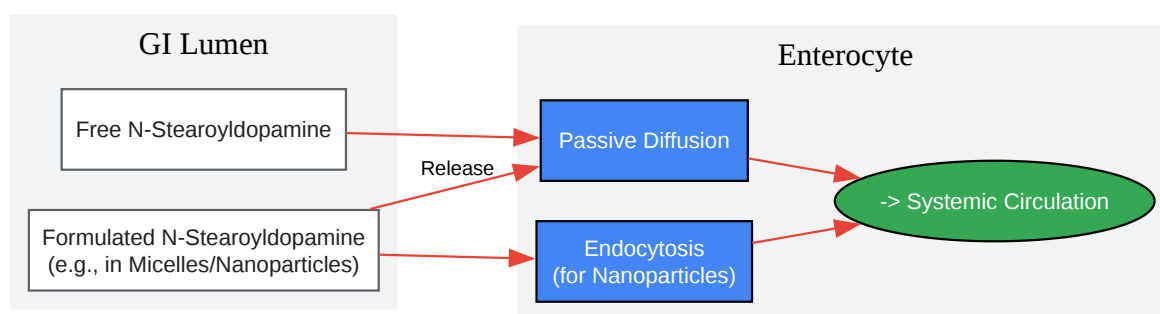 GI Lumen
Free N-Stearoyldopamine
Formulated N-Stearoyldopamine
(e.g., in Micelles/Nanoparticles)
Release
Enterocyte
Passive Diffusion
Endocytosis
(for Nanoparticles)
-> Systemic Circulation